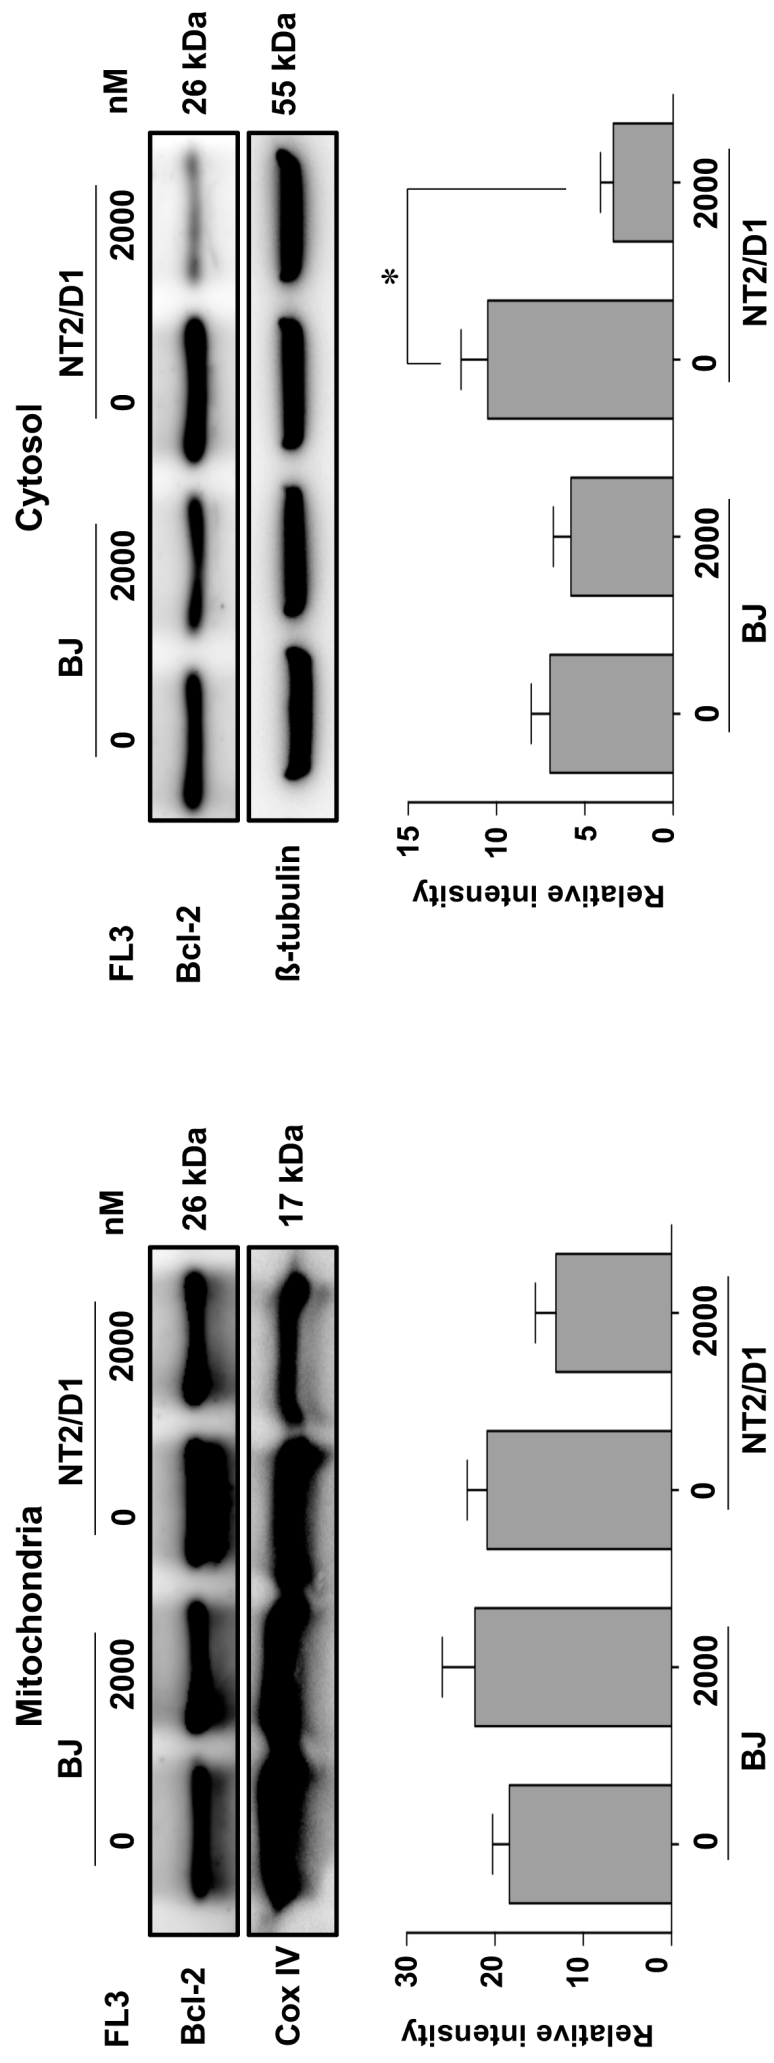 Mitochondria
BJ NT2/D1
FL3 0 2000 0 2000 nM
Bcl-2 26 kDa
Cox IV 17 kDa
Relative intensity
30
20
10
0
0 2000 0 2000
BJ NT2/D1
Cytosol
BJ NT2/D1
FL3 0 2000 0 2000 nM
Bcl-2 26 kDa
ß-tubulin 55 kDa
Relative intensity
15
10
5
0
*
0 2000 0 2000
BJ NT2/D1